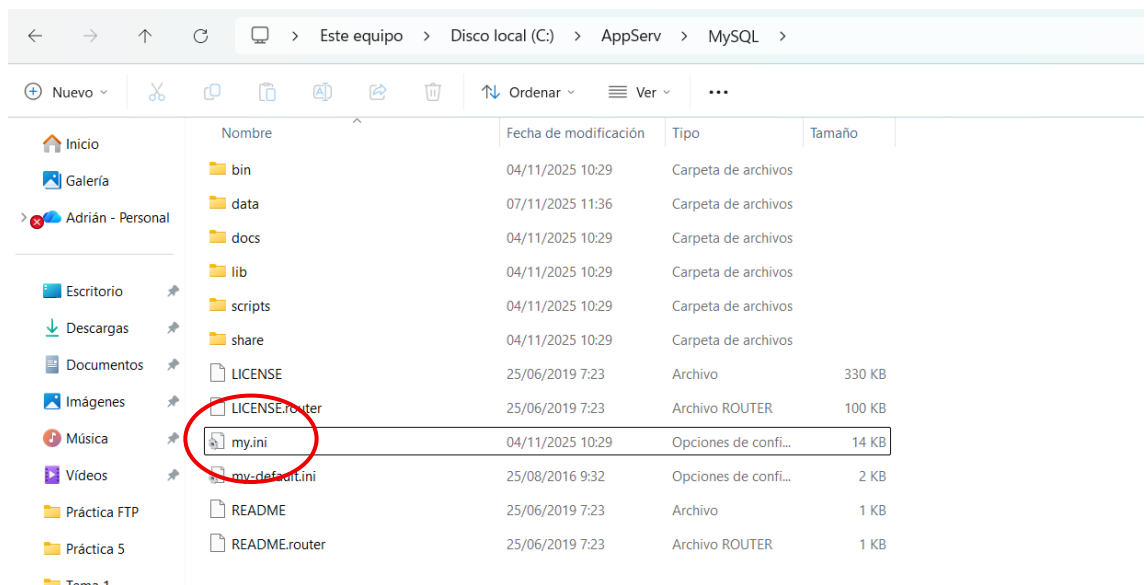 Este equipo > Disco local (C:) > AppServ > MySQL >
Nuevo Ordenar Ver ...
Nombre Fecha de modificación Tipo Tamaño
Inicio
Galería
Adrián - Personal
Escritorio
Descargas
Documentos
Imágenes
Música
Vídeos
Práctica FTP
Práctica 5
Tema 1
bin 04/11/2025 10:29 Carpeta de archivos
data 07/11/2025 11:36 Carpeta de archivos
docs 04/11/2025 10:29 Carpeta de archivos
lib 04/11/2025 10:29 Carpeta de archivos
scripts 04/11/2025 10:29 Carpeta de archivos
share 04/11/2025 10:29 Carpeta de archivos
LICENSE 25/06/2019 7:23 Archivo 330 KB
LICENSE.router 25/06/2019 7:23 Archivo ROUTER 100 KB
my.ini 04/11/2025 10:29 Opciones de confi... 14 KB
my-default.ini 25/08/2016 9:32 Opciones de confi... 2 KB
README 25/06/2019 7:23 Archivo 1 KB
README.router 25/06/2019 7:23 Archivo ROUTER 1 KB